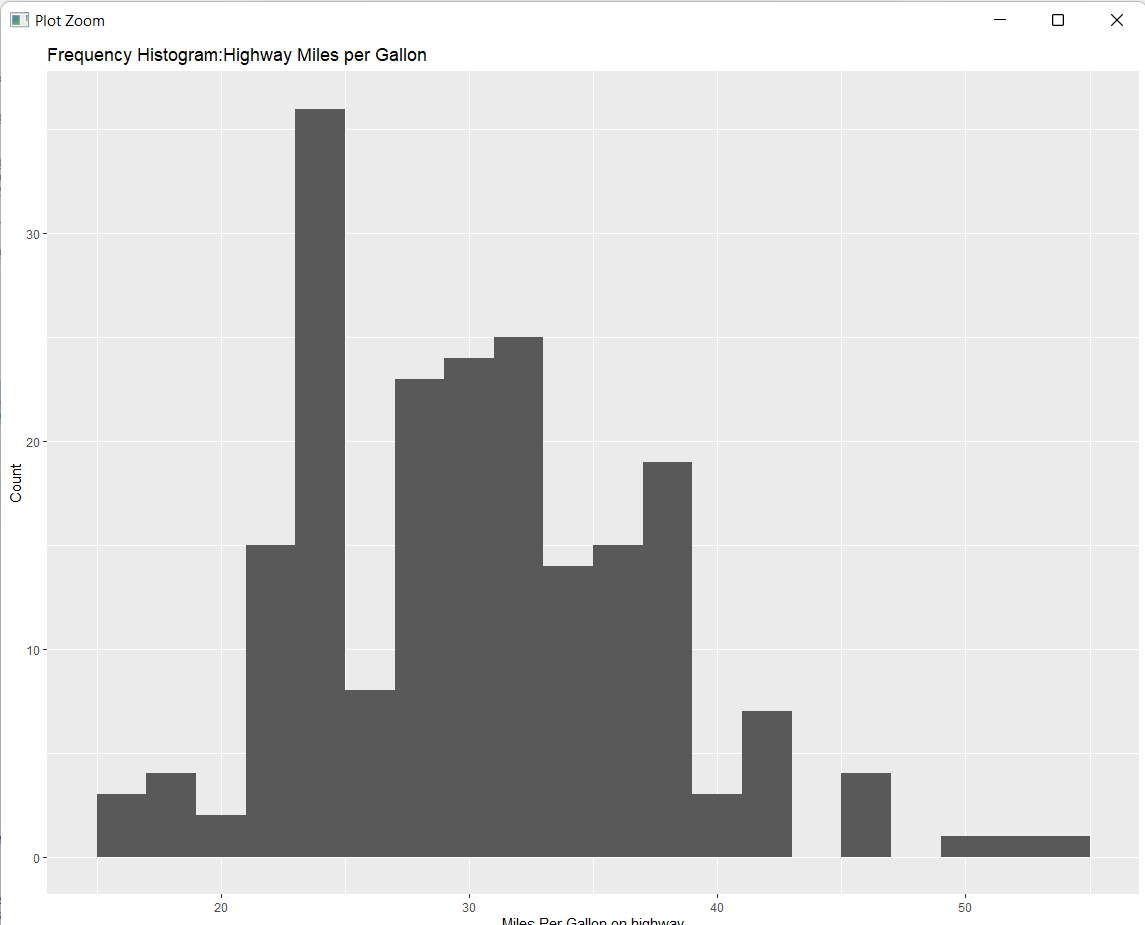 Plot Zoom
Frequency Histogram:Highway Miles per Gallon
30
20
10
0
Count
20 30 40 50
Miles Per Gallon on highway